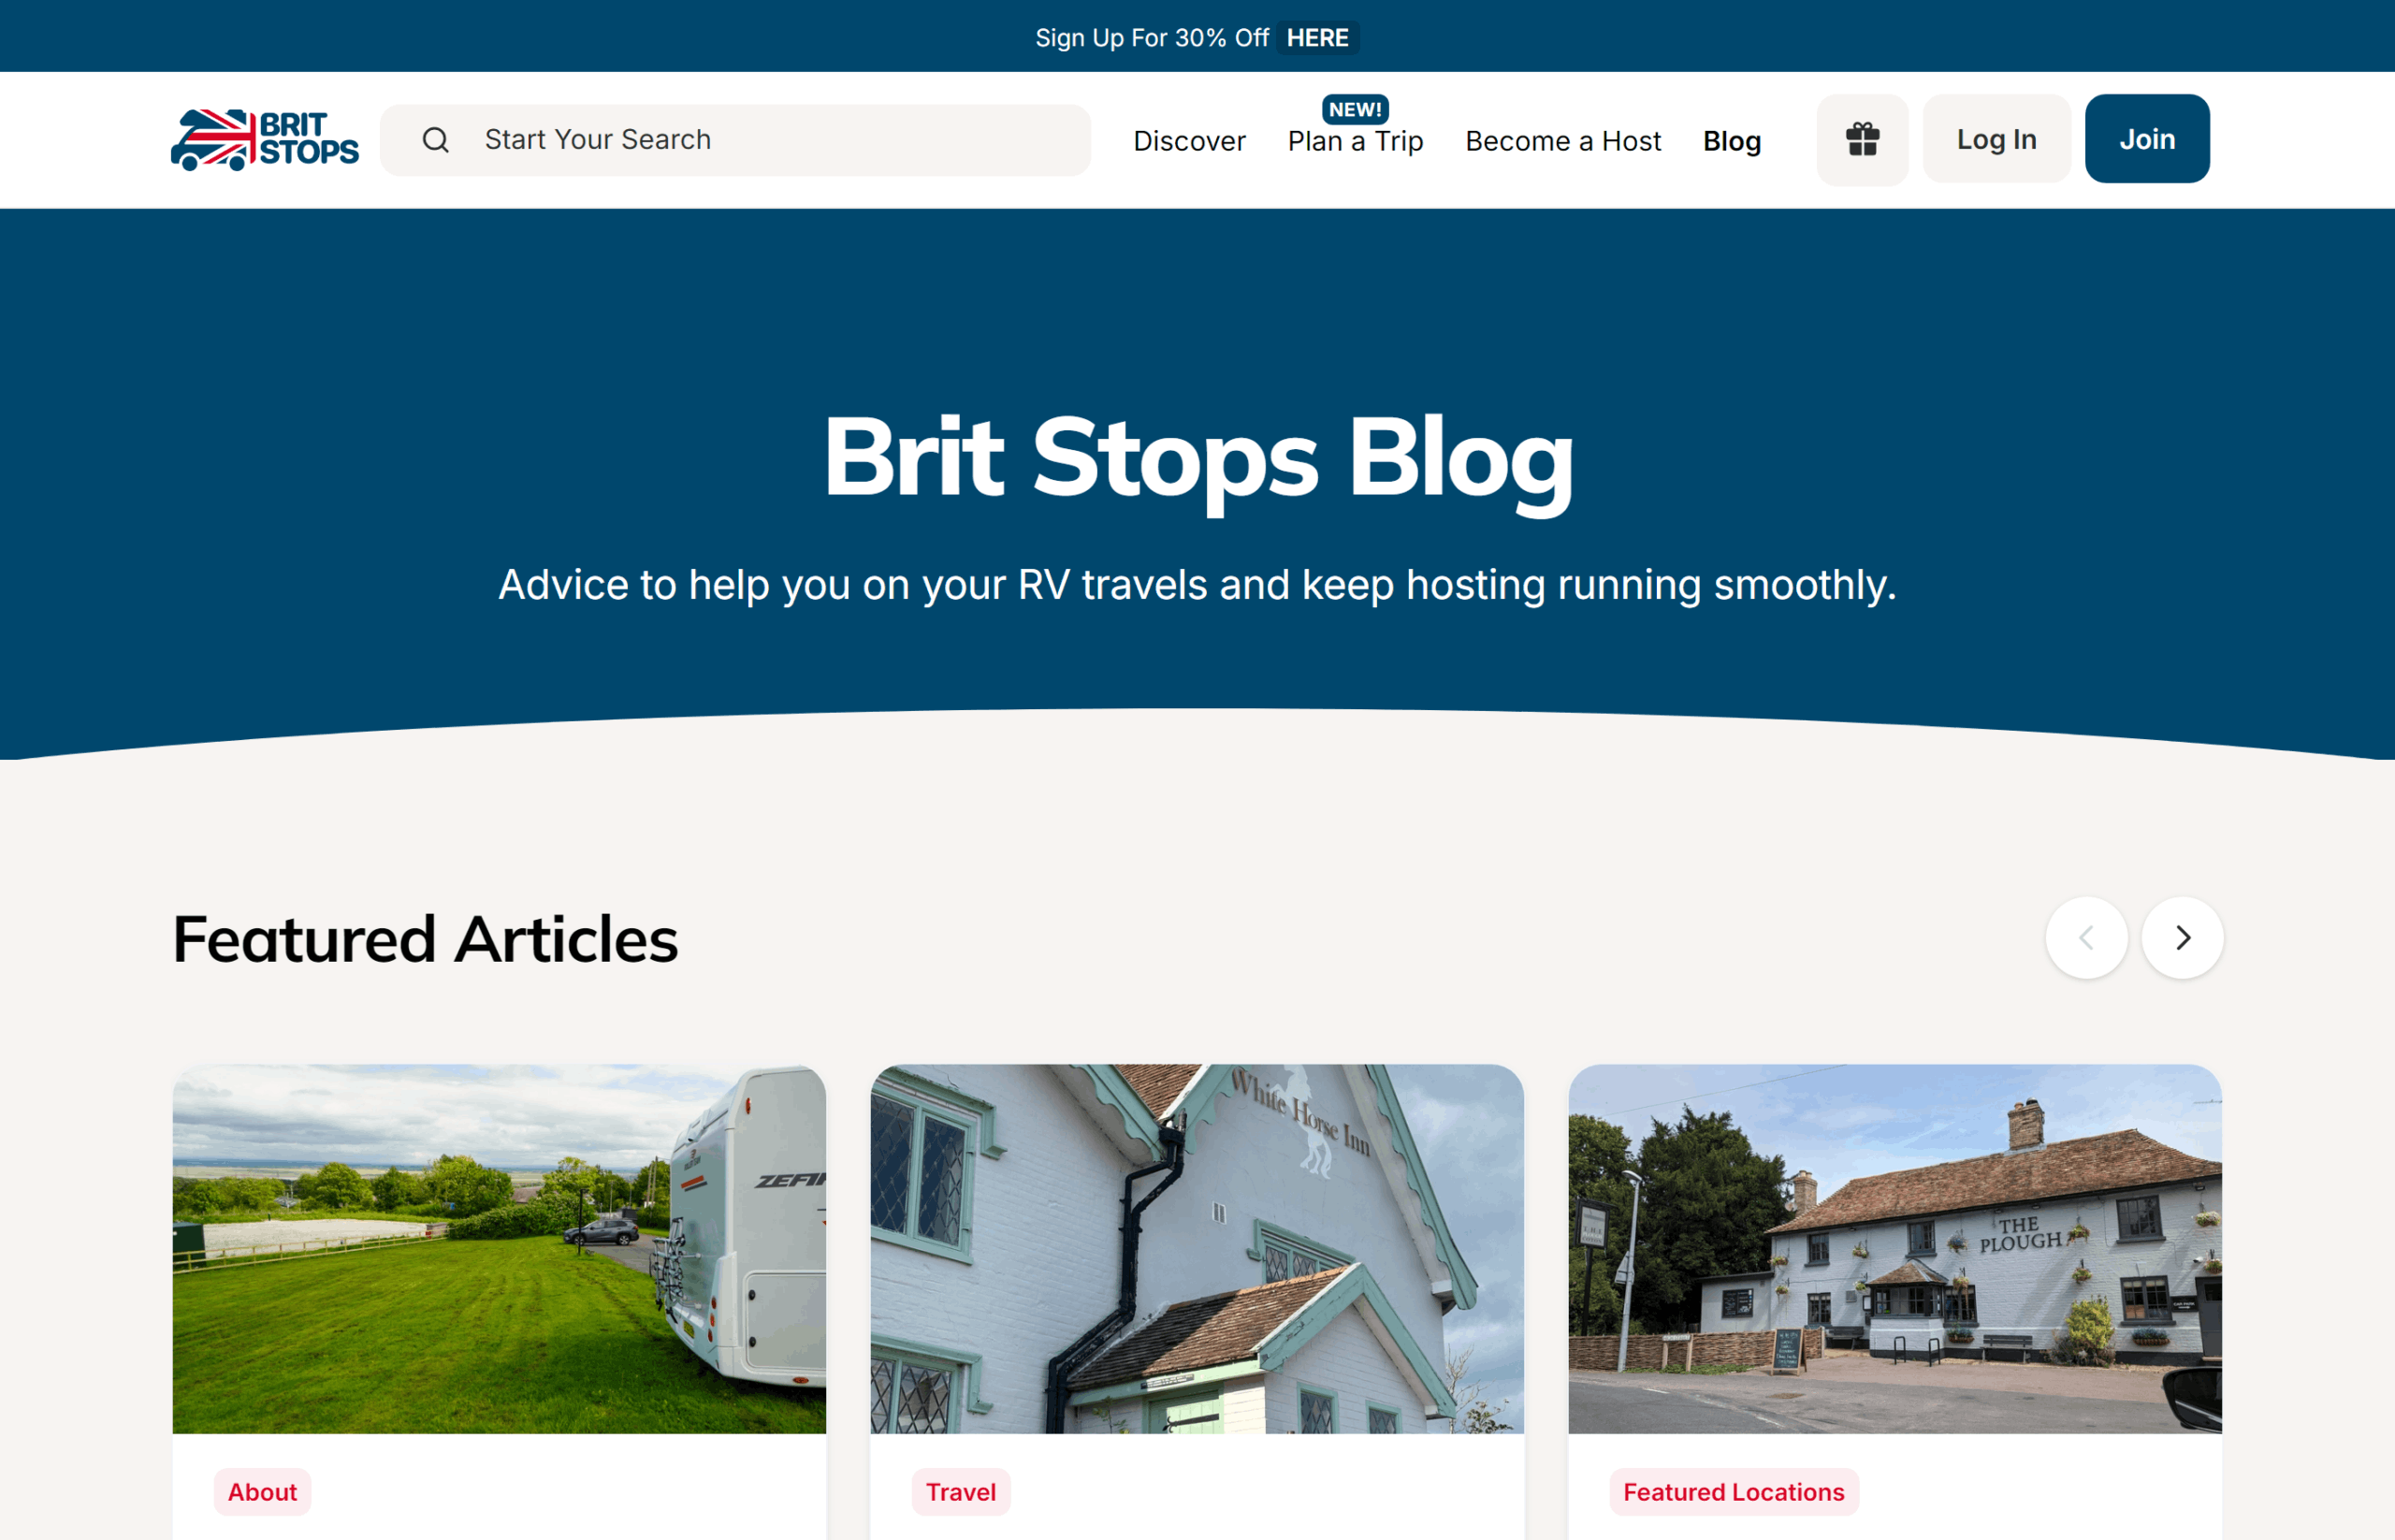 Sign Up For 30% Off HERE
BRIT
STOPS
Start Your Search
Discover
NEW!
Plan a Trip
Become a Host
Blog
Log In
Join
Brit Stops Blog
Advice to help you on your RV travels and keep hosting running smoothly.
Featured Articles
White Horse Inn
THE
PLOUGH
About
Travel
Featured Locations